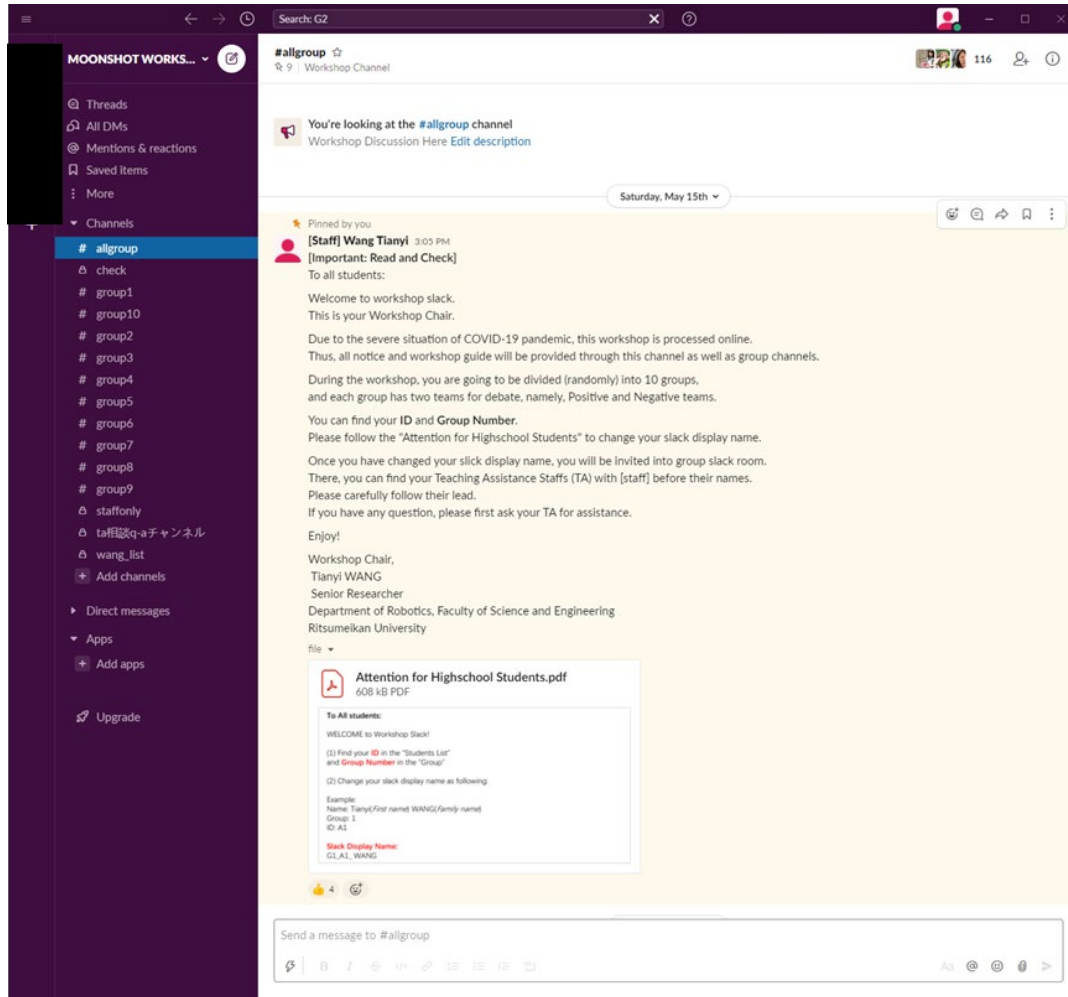 Search: G2
MOONSHOT WORKS...
Threads
All DMs
Mentions & reactions
Saved items
More
Channels
# allgroup
check
# group1
# group10
# group2
# group3
# group4
# group5
# group6
# group7
# group8
# group9
staffonly
ta相談q-aチャンネル
wang_list
+ Add channels
Direct messages
Apps
+ Add apps
Upgrade
#allgroup
9 | Workshop Channel
116
You're looking at the #allgroup channel
Workshop Discussion Here Edit description
Saturday, May 15th
Pinned by you
[Staff] Wang Tianyi 3:05 PM
[Important: Read and Check]
To all students:
Welcome to workshop slack.
This is your Workshop Chair.
Due to the severe situation of COVID-19 pandemic, this workshop is processed online.
Thus, all notice and workshop guide will be provided through this channel as well as group channels.
During the workshop, you are going to be divided (randomly) into 10 groups,
and each group has two teams for debate, namely, Positive and Negative teams.
You can find your ID and Group Number.
Please follow the "Attention for Highschool Students" to change your slack display name.
Once you have changed your slick display name, you will be invited into group slack room.
There, you can find your Teaching Assistance Staffs (TA) with [staff] before their names.
Please carefully follow their lead.
If you have any question, please first ask your TA for assistance.
Enjoy!
Workshop Chair,
Tianyi WANG
Senior Researcher
Department of Robotics, Faculty of Science and Engineering
Ritsumeikan University
file
Attention for Highschool Students.pdf
608 kB PDF
To All students:
WELCOME to Workshop Slack!
(1) Find your ID in the "Students List"
and Group Number in the "Group"
(2) Change your slack display name as following:
Example:
Name: Tianyi(First name) WANG(Family name)
Group: 1
ID: A1
Slack Display Name:
G1_A1_ WANG
4
Send a message to #allgroup
B I S </>
Aa @